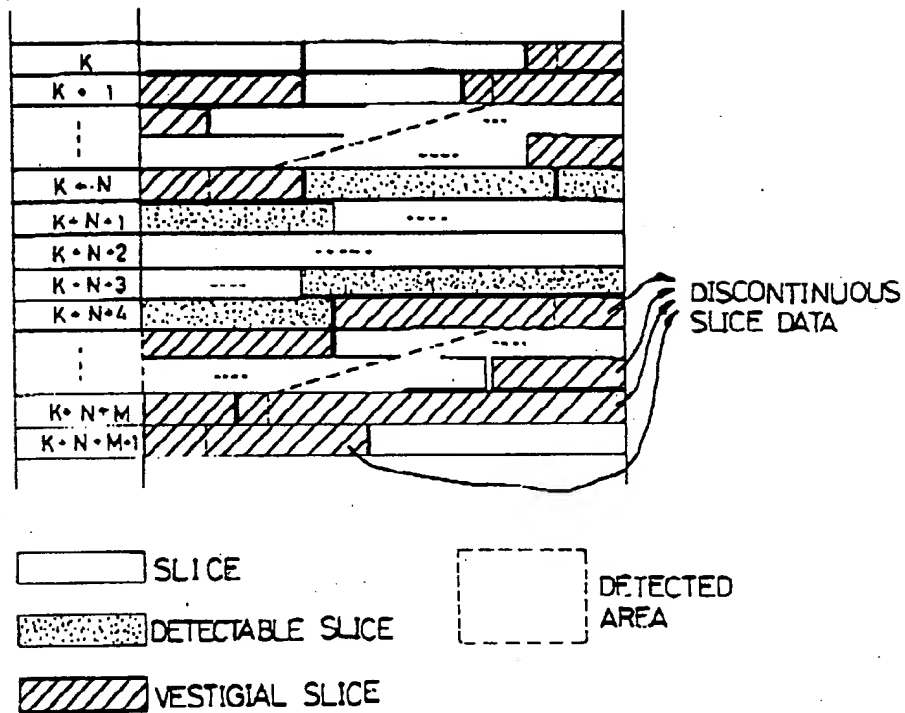 K
K + 1
K + N
K + N + 1
K + N + 2
K + N + 3
K + N + 4
DISCONTINUOUS
SLICE DATA
K + N + M
K + N + M + 1
SLICE
DETECTABLE SLICE
VESTIGIAL SLICE
DETECTED
AREA